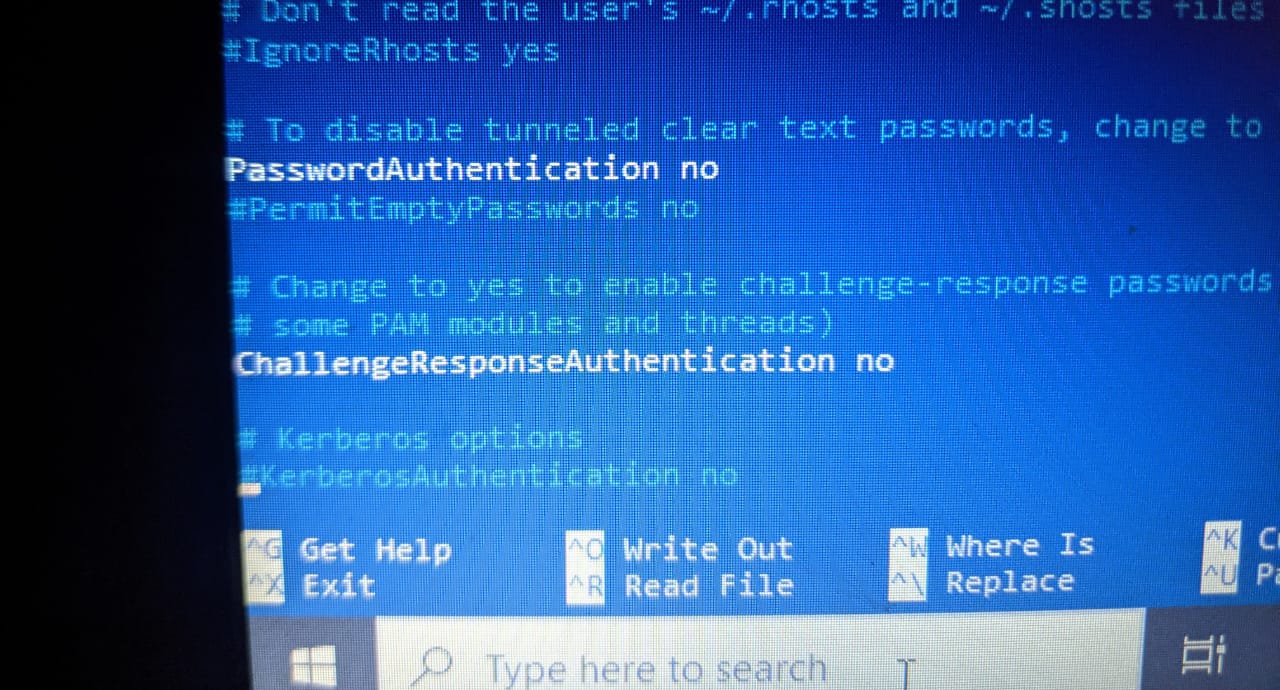 # Don't read the user's ~/.rhosts and ~/.shosts files
#IgnoreRhosts yes
# To disable tunneled clear text passwords, change to
PasswordAuthentication no
#PermitEmptyPasswords no
# Change to yes to enable challenge-response passwords
# some PAM modules and threads)
ChallengeResponseAuthentication no
# Kerberos options
#KerberosAuthentication no
^G Get Help ^O Write Out ^W Where Is ^K
^X Exit ^R Read File ^\ Replace ^U
Type here to search